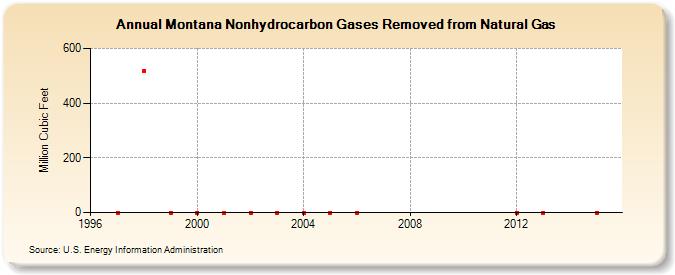 Annual Montana Nonhydrocarbon Gases Removed from Natural Gas
Million Cubic Feet
600
400
200
0
1996 2000 2004 2008 2012
Source: U.S. Energy Information Administration